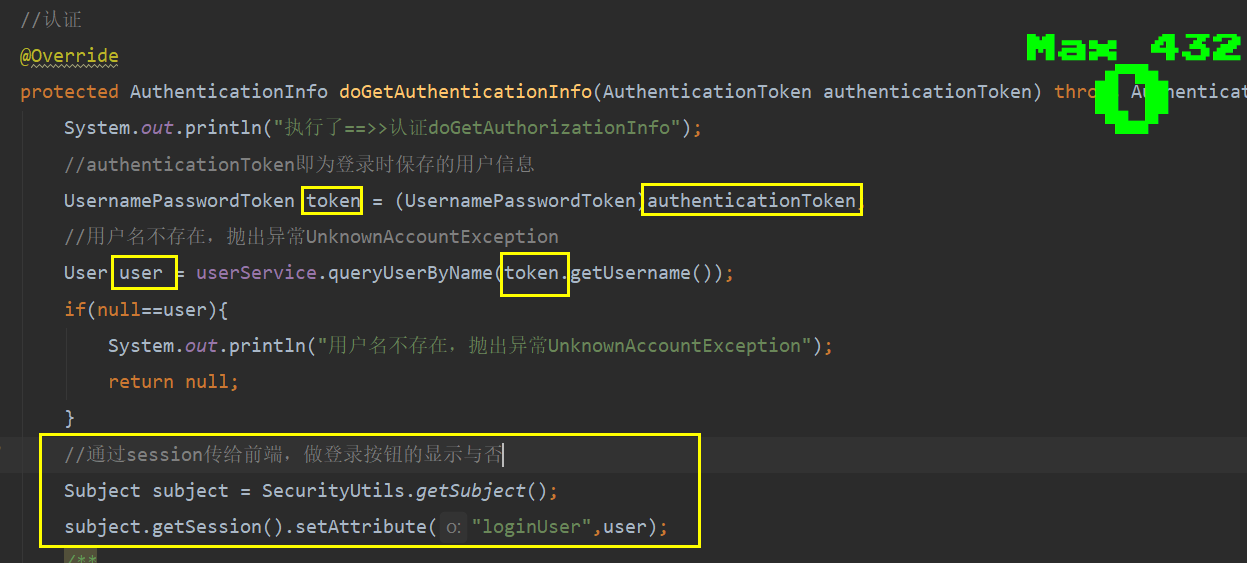 //认证
Max 432
@Override
0
protected AuthenticationInfo doGetAuthenticationInfo(AuthenticationToken authenticationToken) thro
System.out.println("执行了==>>认证doGetAuthorizationInfo");
//authenticationToken即为登录时保存的用户信息
UsernamePasswordToken token = (UsernamePasswordToken)authenticationToken;
//用户名不存在，抛出异常UnknownAccountException
User user = userService.queryUserByName(token.getUsername());
if(null==user){
System.out.println("用户名不存在，抛出异常UnknownAccountException");
return null;
}
//通过session传给前端，做登录按钮的显示与否
Subject subject = SecurityUtils.getSubject();
subject.getSession().setAttribute( o: "loginUser",user);
/**